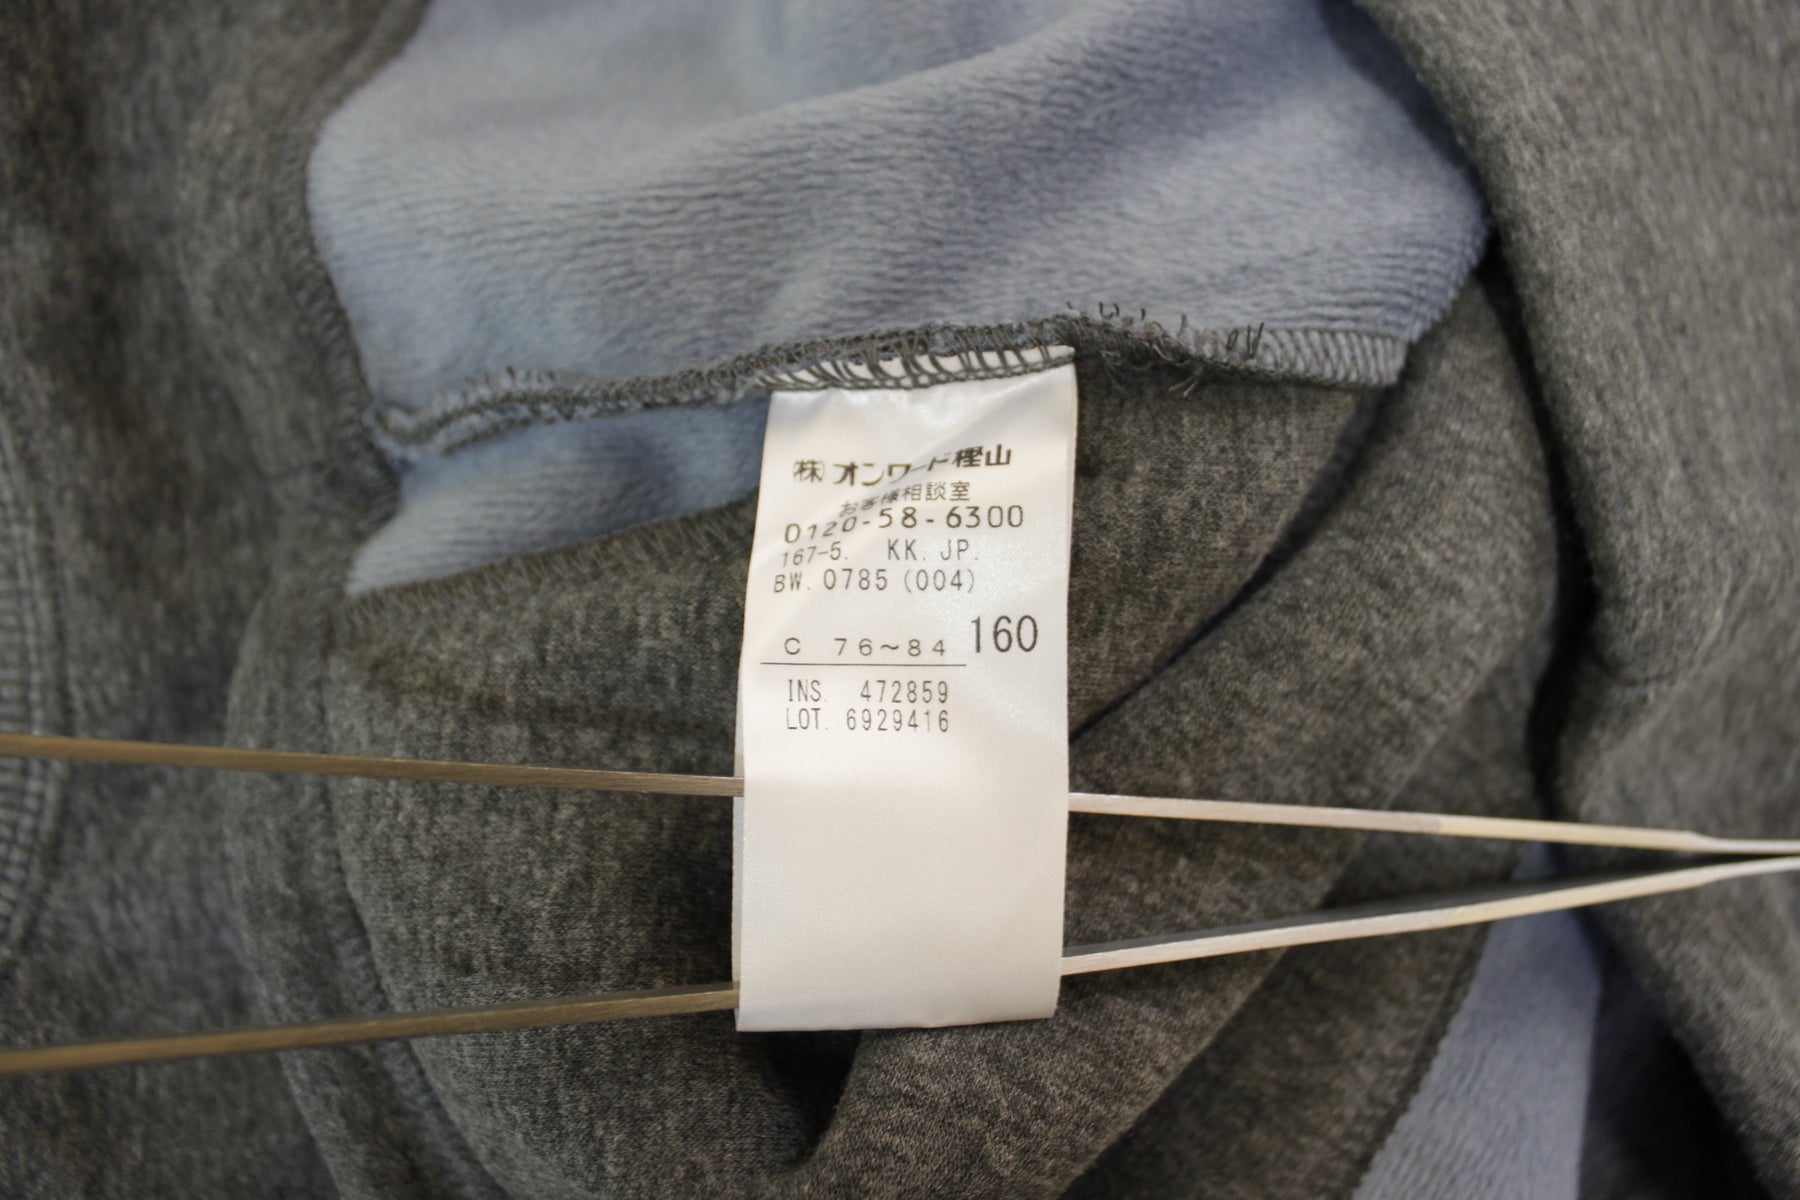 (株)オンワード樫山
お客様相談室
0120-58-6300
167-5. KK. JP.
BW. 0785 (004)
C 76~84 160
INS. 472859
LOT. 6929416